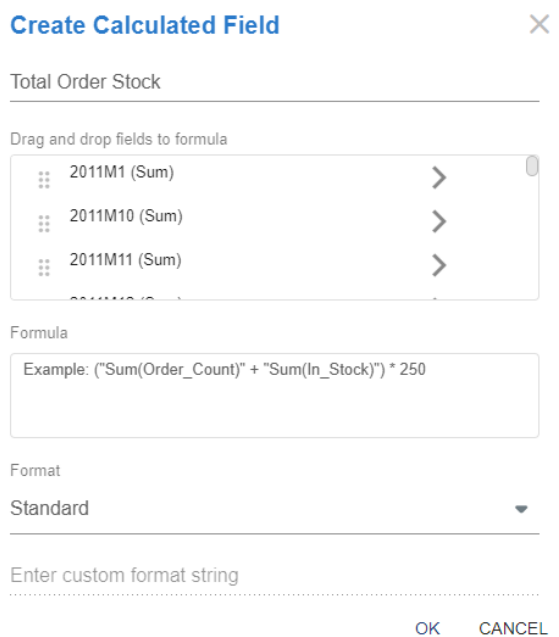 Create Calculated Field
Total Order Stock
Drag and drop fields to formula
2011M1 (Sum)
2011M10 (Sum)
2011M11 (Sum)
Formula
Example: ("Sum(Order_Count)" + "Sum(In_Stock)") * 250
Format
Standard
Enter custom format string
OK CANCEL